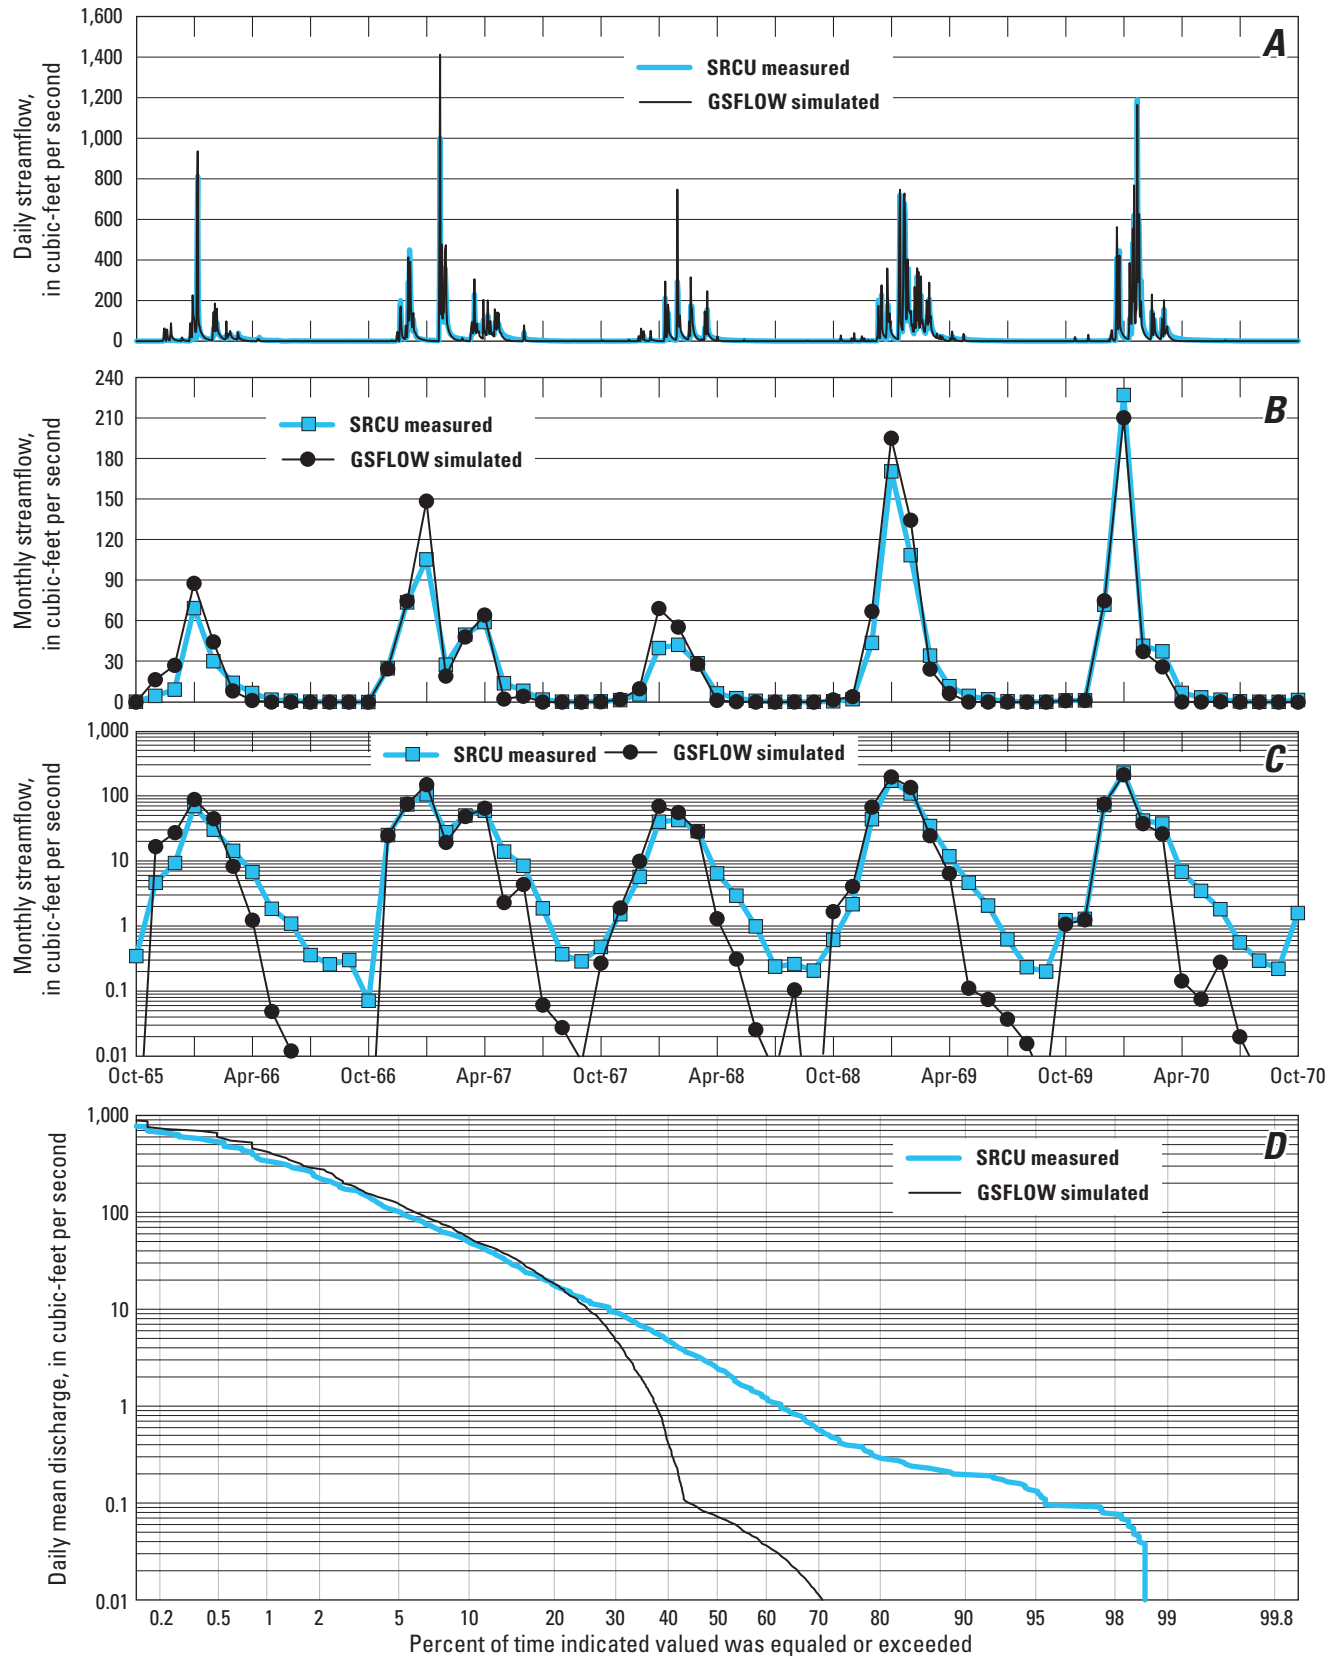 A
1,600
1,400
1,200
1,000
800
600
400
200
0
Daily streamflow,
in cubic-feet per second
SRCU measured
GSFLOW simulated
B
240
210
180
150
120
90
60
30
0
Monthly streamflow,
in cubic-feet per second
SRCU measured
GSFLOW simulated
C
1,000
100
10
1
0.1
0.01
Monthly streamflow,
in cubic-feet per second
SRCU measured GSFLOW simulated
Oct-65 Apr-66 Oct-66 Apr-67 Oct-67 Apr-68 Oct-68 Apr-69 Oct-69 Apr-70 Oct-70
D
1,000
100
10
1
0.1
0.01
Daily mean discharge, in cubic-feet per second
SRCU measured
GSFLOW simulated
0.2 0.5 1 2 5 10 20 30 40 50 60 70 80 90 95 98 99 99.8
Percent of time indicated valued was equaled or exceeded